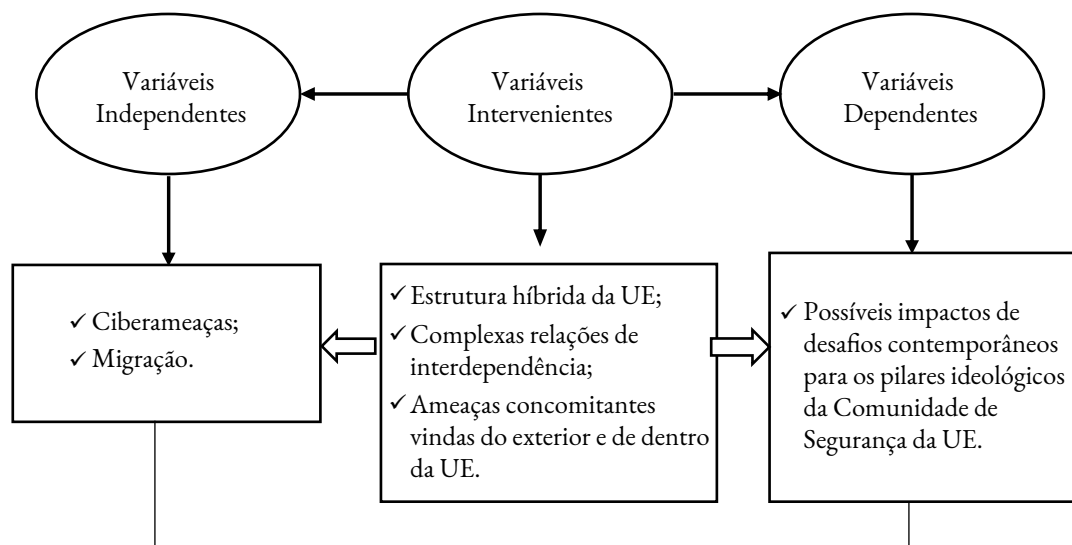 Variáveis
Independentes
Variáveis
Intervenientes
Variáveis
Dependentes
✓ Ciberameaças;
✓ Migração.
✓ Estrutura híbrida da UE;
✓ Complexas relações de
interdependência;
✓ Ameaças concomitantes
vindas do exterior e de dentro
da UE.
✓ Possíveis impactos de
desafios contemporâneos
para os pilares ideológicos
da Comunidade de
Segurança da UE.